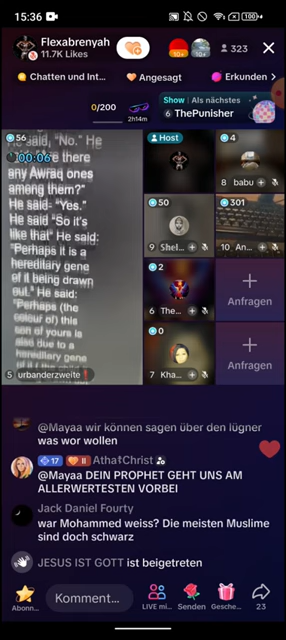 15:36
100
Flexabrenyah
11.7K Likes
10+
10+
323
Chatten und Int...
Angesagt
Erkunden
0/200
2h14m
Show | Als nächstes
6 ThePunisher
56
00:06
said, "No." He
there
any Awraq ones
among them?"
He said, "Yes."
He said "So it's
like that" He said:
"Perhaps it is a
hereditary gene
of it being drawn
out." He said:
"Perhaps (the
colour of) this
son of yours is
also due to a
hereditary gene
5 urbanderzweite
Host
4
8 babu
50
9 Shel...
301
10 An...
2
6 The...
Anfragen
0
7 Kha...
Anfragen
@Mayaa wir können sagen über den lügner
was wor wollen
17
II
Atha☦Christ
@Mayaa DEIN PROPHET GEHT UNS AM
ALLERWERTESTEN VORBEI
Jack Daniel Fourty
war Mohammed weiss? Die meisten Muslime
sind doch schwarz
JESUS IST GOTT ist beigetreten
Abonn...
Kommentar...
LIVE mi...
Senden
Gesche...
23